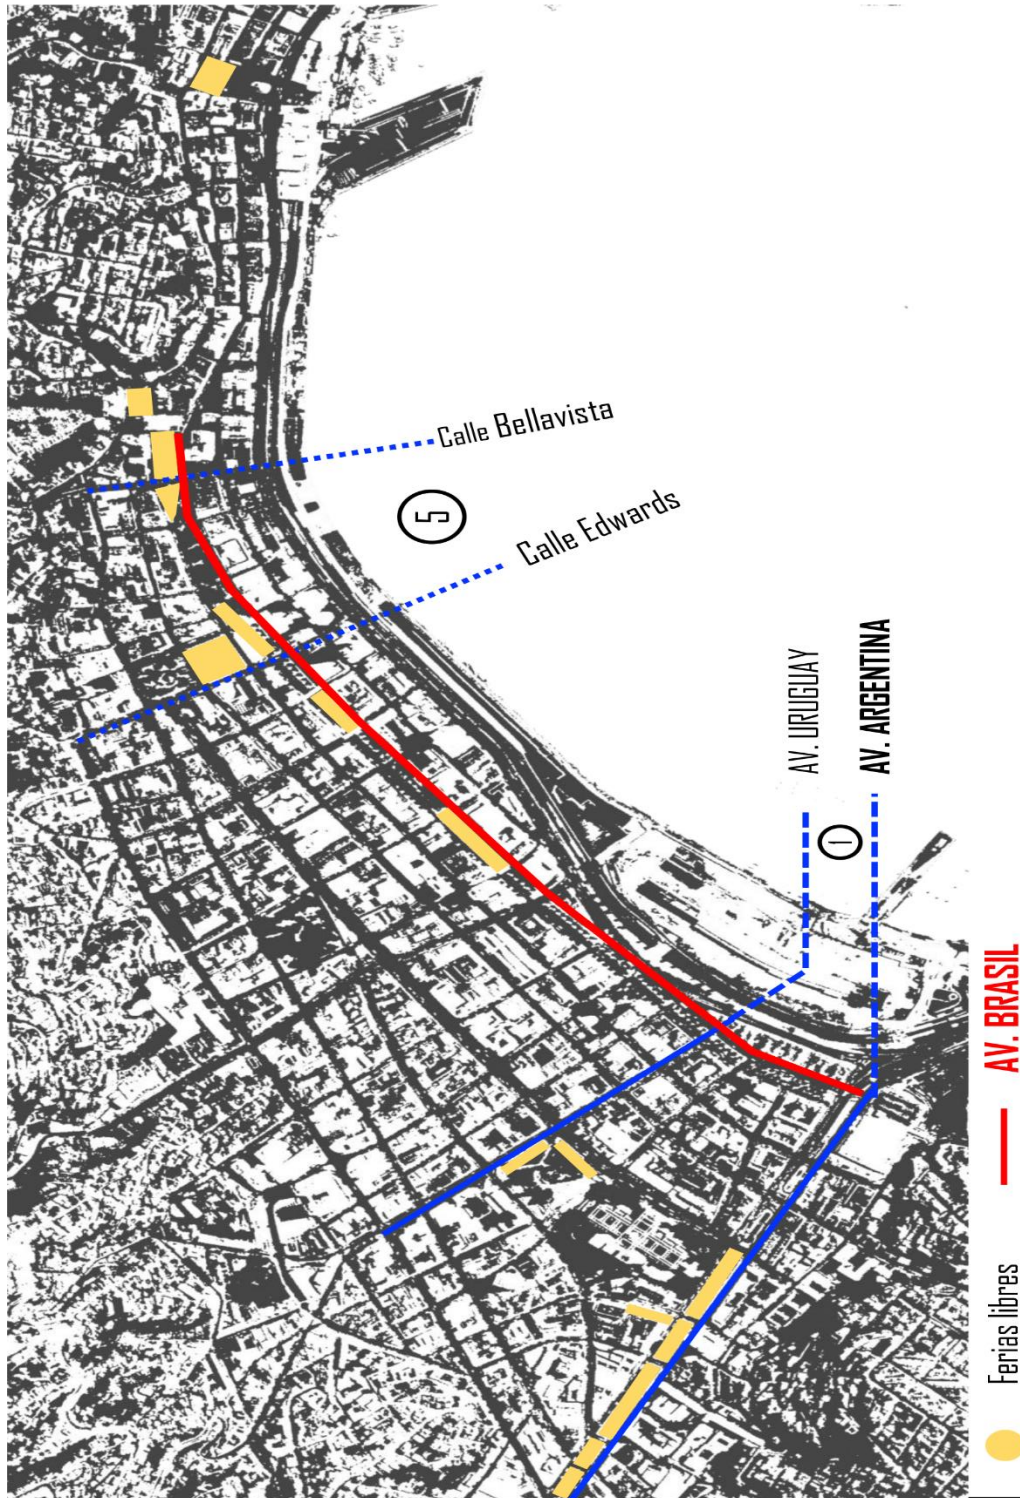 Calle Bellavista
5
Calle Edwards
AV. URUGUAY
1
AV. ARGENTINA
Ferias libres
AV. BRASIL